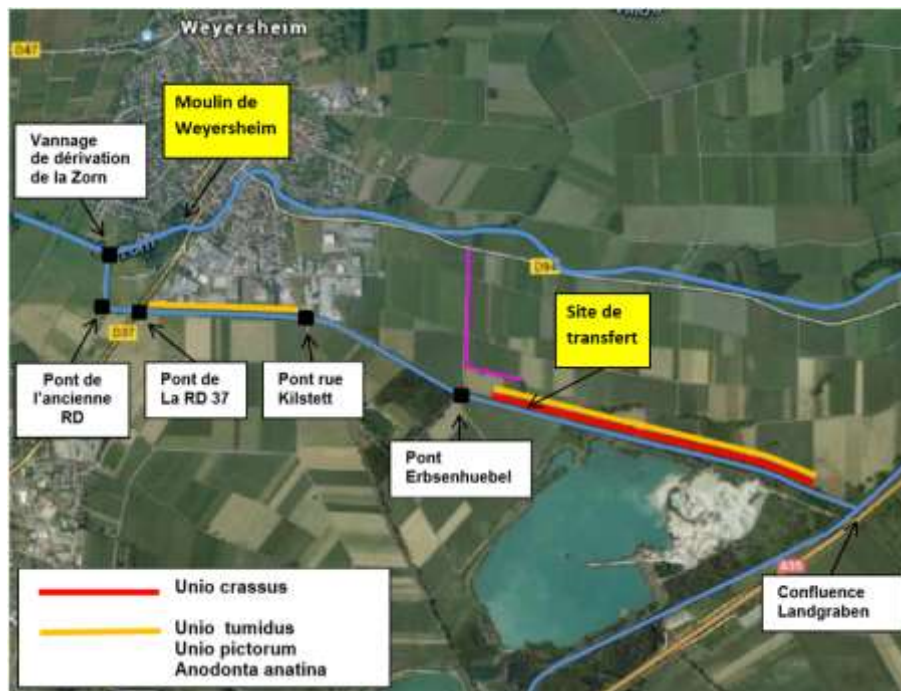 Weyersheim
D47
Moulin de
Weyersheim
Vannage
de dérivation
de la Zorn
D94
Site de
transfert
D37
Pont de
l'ancienne
RD
Pont de
La RD 37
Pont rue
Kilstett
Pont
Erbsenhuebel
A35
Confluence
Landgraben
Unio crassus
Unio tumidus
Unio pictorum
Anodonta anatina